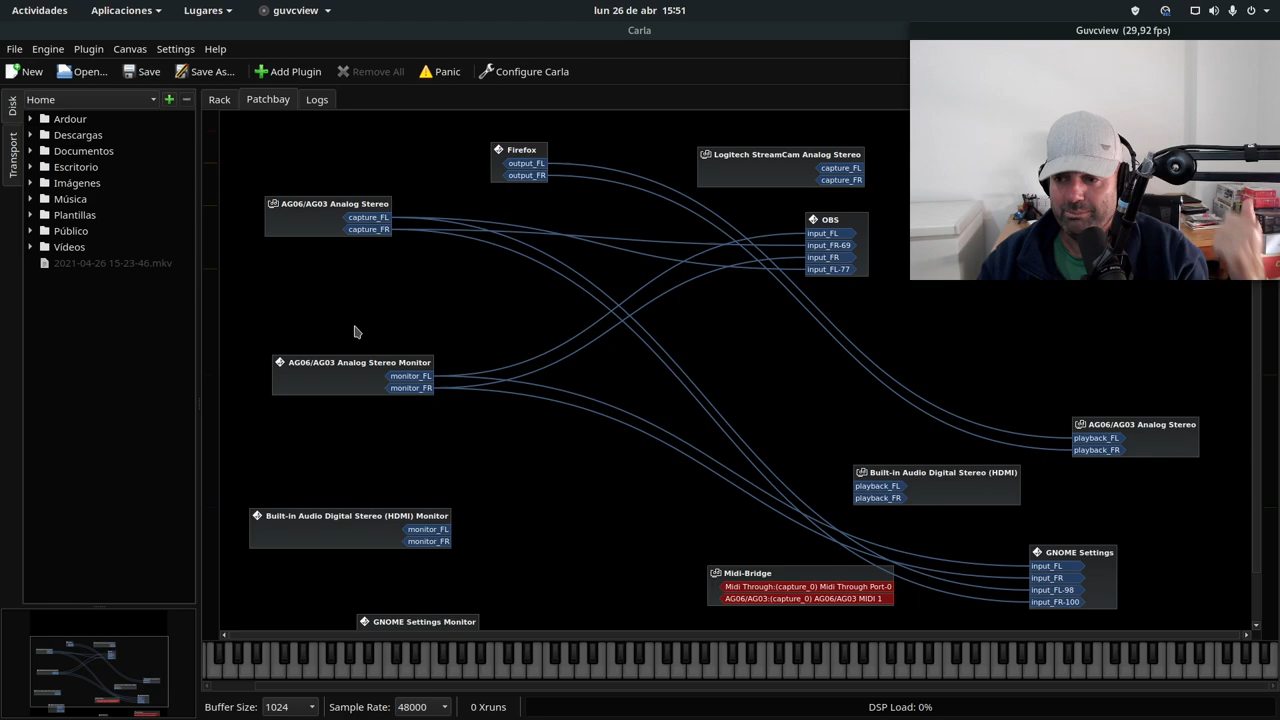 Actividades
Aplicaciones
Lugares
guvcview
lun 26 de abr  15:51
Carla
Guvcview (29,92 fps)
File
Engine
Plugin
Canvas
Settings
Help
New
Open...
Save
Save As...
Add Plugin
Remove All
Panic
Configure Carla
Disk
Transport
Home
Rack
Patchbay
Logs
Ardour
Descargas
Documentos
Escritorio
Imágenes
Música
Plantillas
Público
Vídeos
2021-04-26 15-23-46.mkv
Firefox
output_FL
output_FR
Logitech StreamCam Analog Stereo
capture_FL
capture_FR
AG06/AG03 Analog Stereo
capture_FL
capture_FR
OBS
input_FL
input_FR-69
input_FR
input_FL-77
AG06/AG03 Analog Stereo Monitor
monitor_FL
monitor_FR
AG06/AG03 Analog Stereo
playback_FL
playback_FR
Built-in Audio Digital Stereo (HDMI)
playback_FL
playback_FR
Built-in Audio Digital Stereo (HDMI) Monitor
monitor_FL
monitor_FR
GNOME Settings
input_FL
input_FR
input_FL-98
input_FR-100
Midi-Bridge
Midi Through:(capture_0) Midi Through Port-0
AG06/AG03:(capture_0) AG06/AG03 MIDI 1
GNOME Settings Monitor
Buffer Size:
1024
Sample Rate:
48000
0 Xruns
DSP Load: 0%